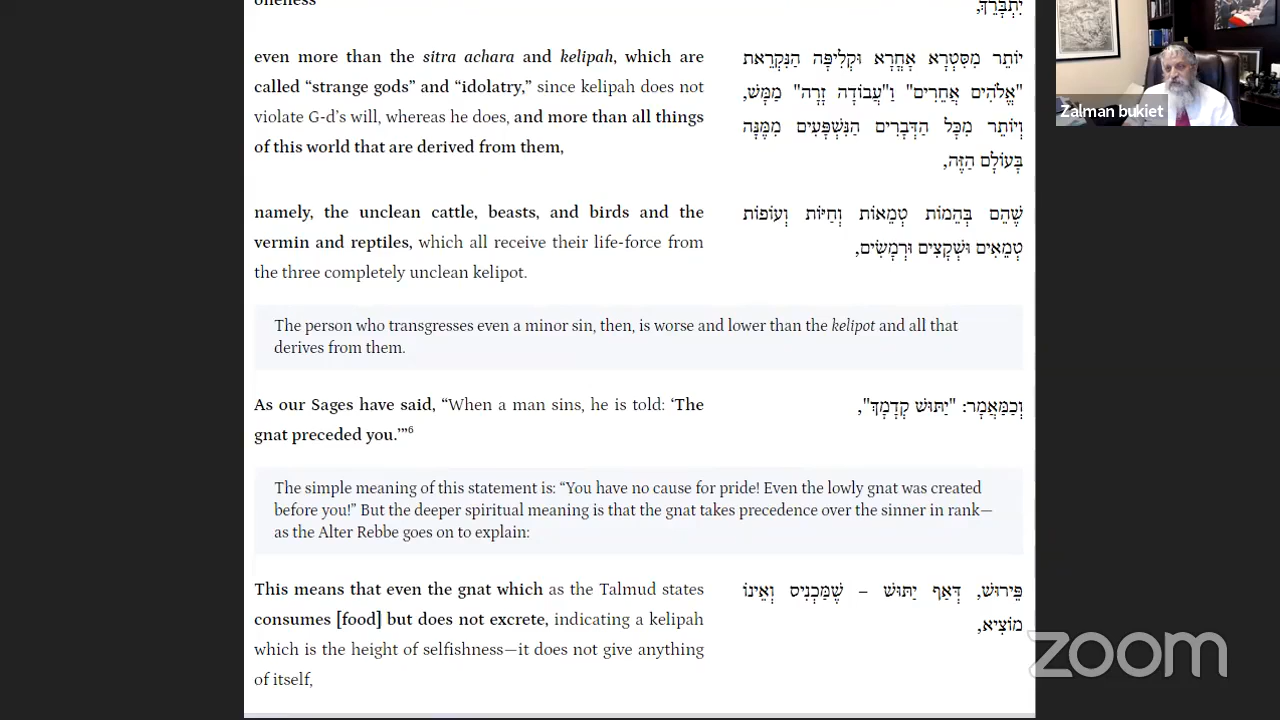 oneness
יִתְבָּרֵךְ,
even more than the sitra achara and kelipah, which are
called “strange gods” and “idolatry,” since kelipah does not
violate G-d’s will, whereas he does, and more than all things
of this world that are derived from them,
יוֹתֵר מִסִּטְרָא אָחֳרָא וּקְלִיפָּה הַנִּקְרֵאת
"אֱלֹהִים אֲחֵרִים" וַ"עֲבוֹדָה זָרָה" מַמָּשׁ,
וְיוֹתֵר מִכָּל הַדְּבָרִים הַנִּשְׁפָּעִים מִמֶּנָּה
בָּעוֹלָם הַזֶּה,
namely, the unclean cattle, beasts, and birds and the
vermin and reptiles, which all receive their life-force from
the three completely unclean kelipot.
שֶׁהֵם בְּהֵמוֹת טְמֵאוֹת וְחַיּוֹת וְעוֹפוֹת
טְמֵאִים וּשְׁקָצִים וּרְמָשִׂים,
The person who transgresses even a minor sin, then, is worse and lower than the kelipot and all that
derives from them.
As our Sages have said, “When a man sins, he is told: ‘The
gnat preceded you.’”⁶
וְכַמַּאֲמָר: "יַתּוּשׁ קְדָמְךָ",
The simple meaning of this statement is: “You have no cause for pride! Even the lowly gnat was created
before you!” But the deeper spiritual meaning is that the gnat takes precedence over the sinner in rank—
as the Alter Rebbe goes on to explain:
This means that even the gnat which as the Talmud states
consumes [food] but does not excrete, indicating a kelipah
which is the height of selfishness—it does not give anything
of itself,
פֵּירוּשׁ, דְּאַף יַתּוּשׁ – שֶׁמַּכְנִיס וְאֵינוֹ
מוֹצִיא,
Zalman bukiet
zoom